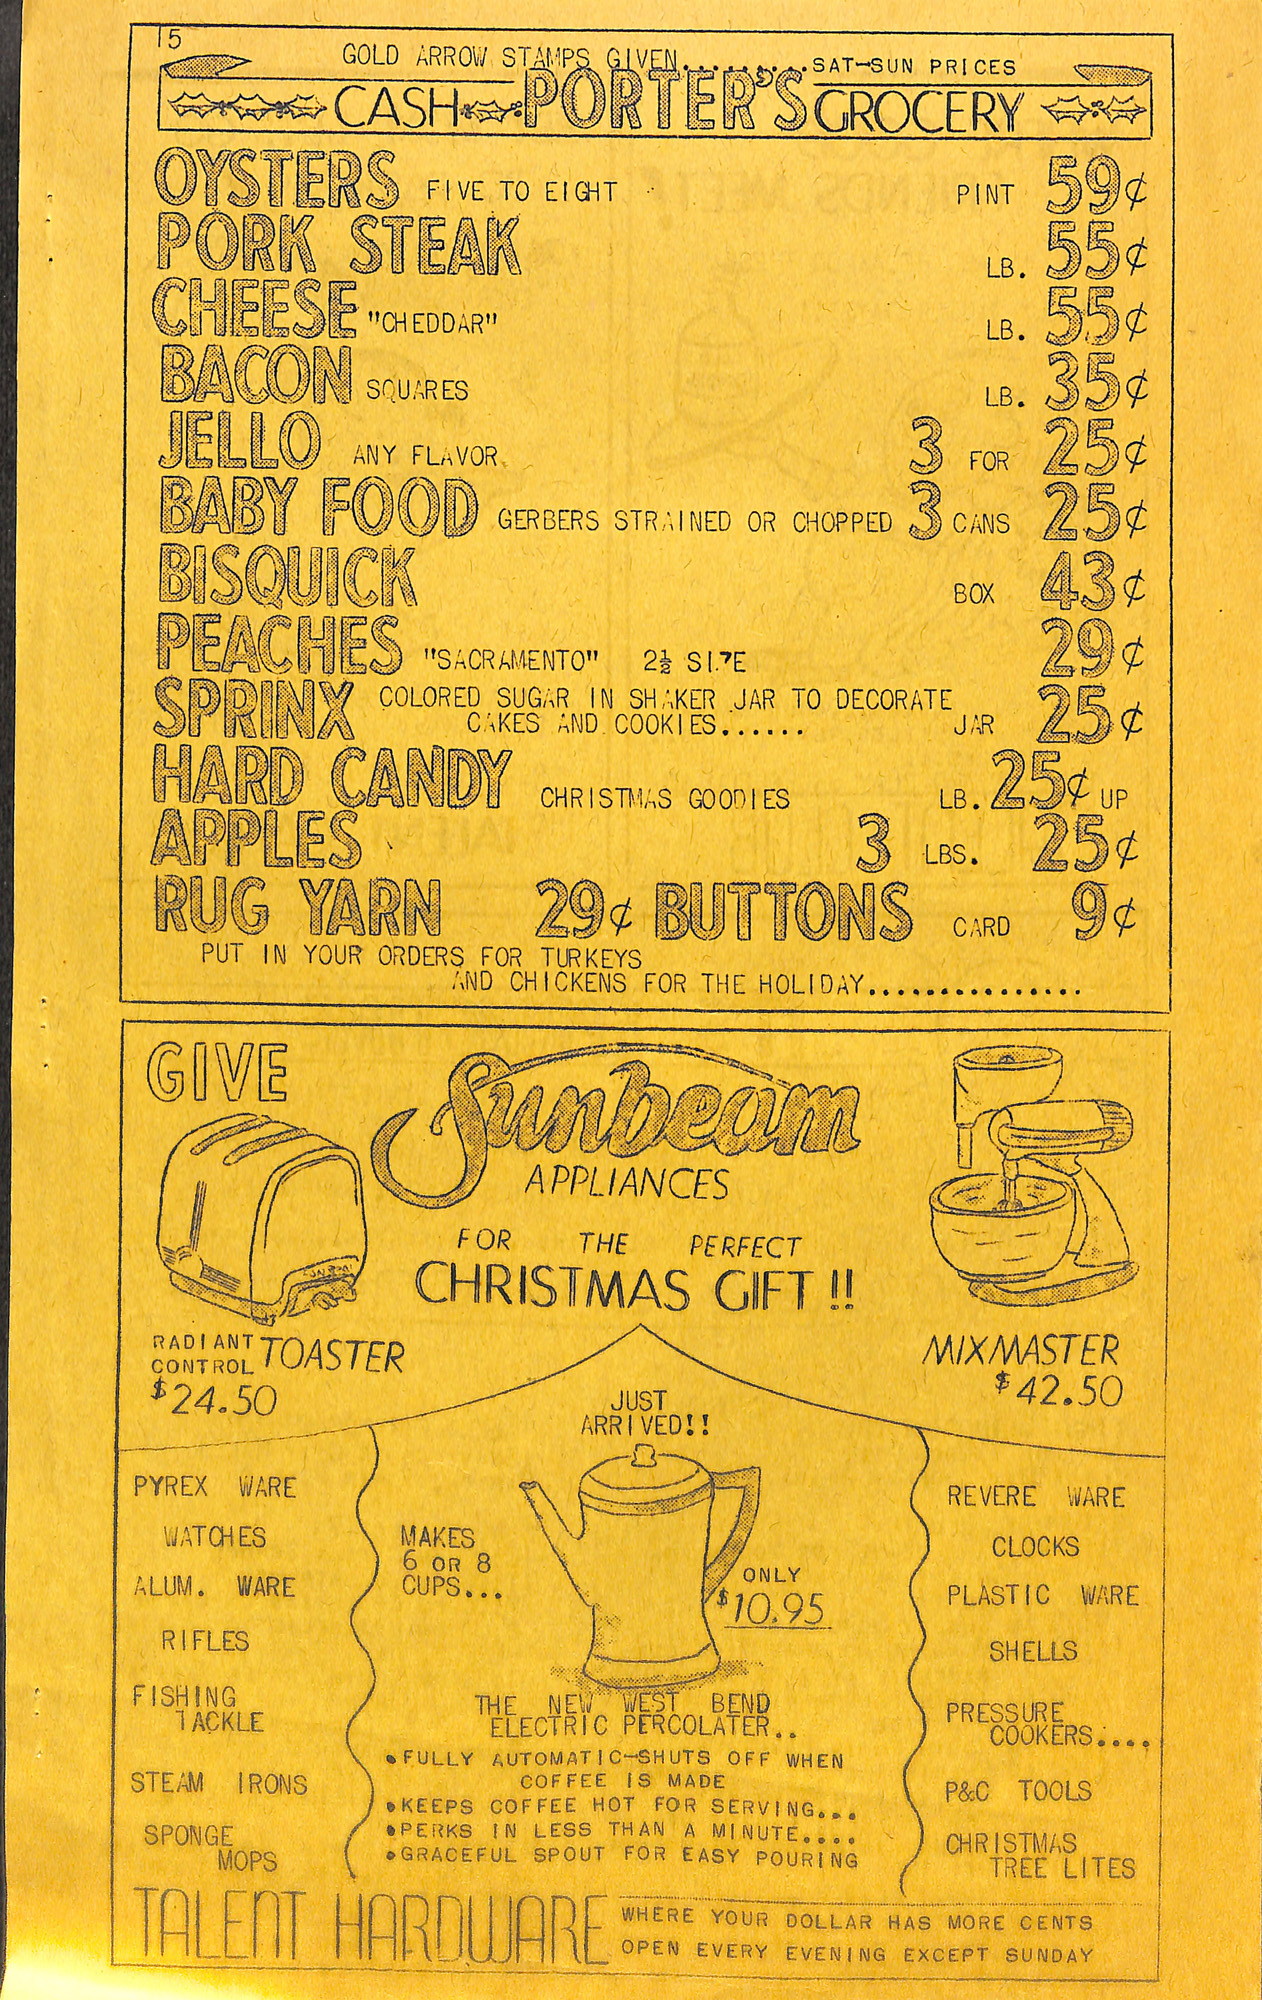 15
GOLD ARROW STAMPS GIVEN.........SAT-SUN PRICES
CASH PORTER'S GROCERY
OYSTERS FIVE TO EIGHT PINT 59¢
PORK STEAK LB. 55¢
CHEESE "CHEDDAR" LB. 55¢
BACON SQUARES LB. 35¢
JELLO ANY FLAVOR 3 FOR 25¢
BABY FOOD GERBERS STRAINED OR CHOPPED 3 CANS 25¢
BISQUICK BOX 43¢
PEACHES "SACRAMENTO" 2½ SIZE 29¢
SPRINX COLORED SUGAR IN SHAKER JAR TO DECORATE
CAKES AND COOKIES...... JAR 25¢
HARD CANDY CHRISTMAS GOODIES LB. 25¢ UP
APPLES 3 LBS. 25¢
RUG YARN 29¢ BUTTONS CARD 9¢
PUT IN YOUR ORDERS FOR TURKEYS
AND CHICKENS FOR THE HOLIDAY................
GIVE
Sunbeam
APPLIANCES
FOR THE PERFECT
CHRISTMAS GIFT !!
RADIANT
CONTROL TOASTER
$24.50
MIXMASTER
$42.50
JUST
ARRIVED!!
PYREX WARE
WATCHES
ALUM. WARE
RIFLES
FISHING
TACKLE
STEAM IRONS
SPONGE
MOPS
MAKES
6 OR 8
CUPS...
ONLY
$10.95
THE NEW WEST BEND
ELECTRIC PERCOLATER..
•FULLY AUTOMATIC-SHUTS OFF WHEN
COFFEE IS MADE
•KEEPS COFFEE HOT FOR SERVING...
•PERKS IN LESS THAN A MINUTE....
•GRACEFUL SPOUT FOR EASY POURING
REVERE WARE
CLOCKS
PLASTIC WARE
SHELLS
PRESSURE
COOKERS....
P&C TOOLS
CHRISTMAS
TREE LITES
TALENT HARDWARE
WHERE YOUR DOLLAR HAS MORE CENTS
OPEN EVERY EVENING EXCEPT SUNDAY